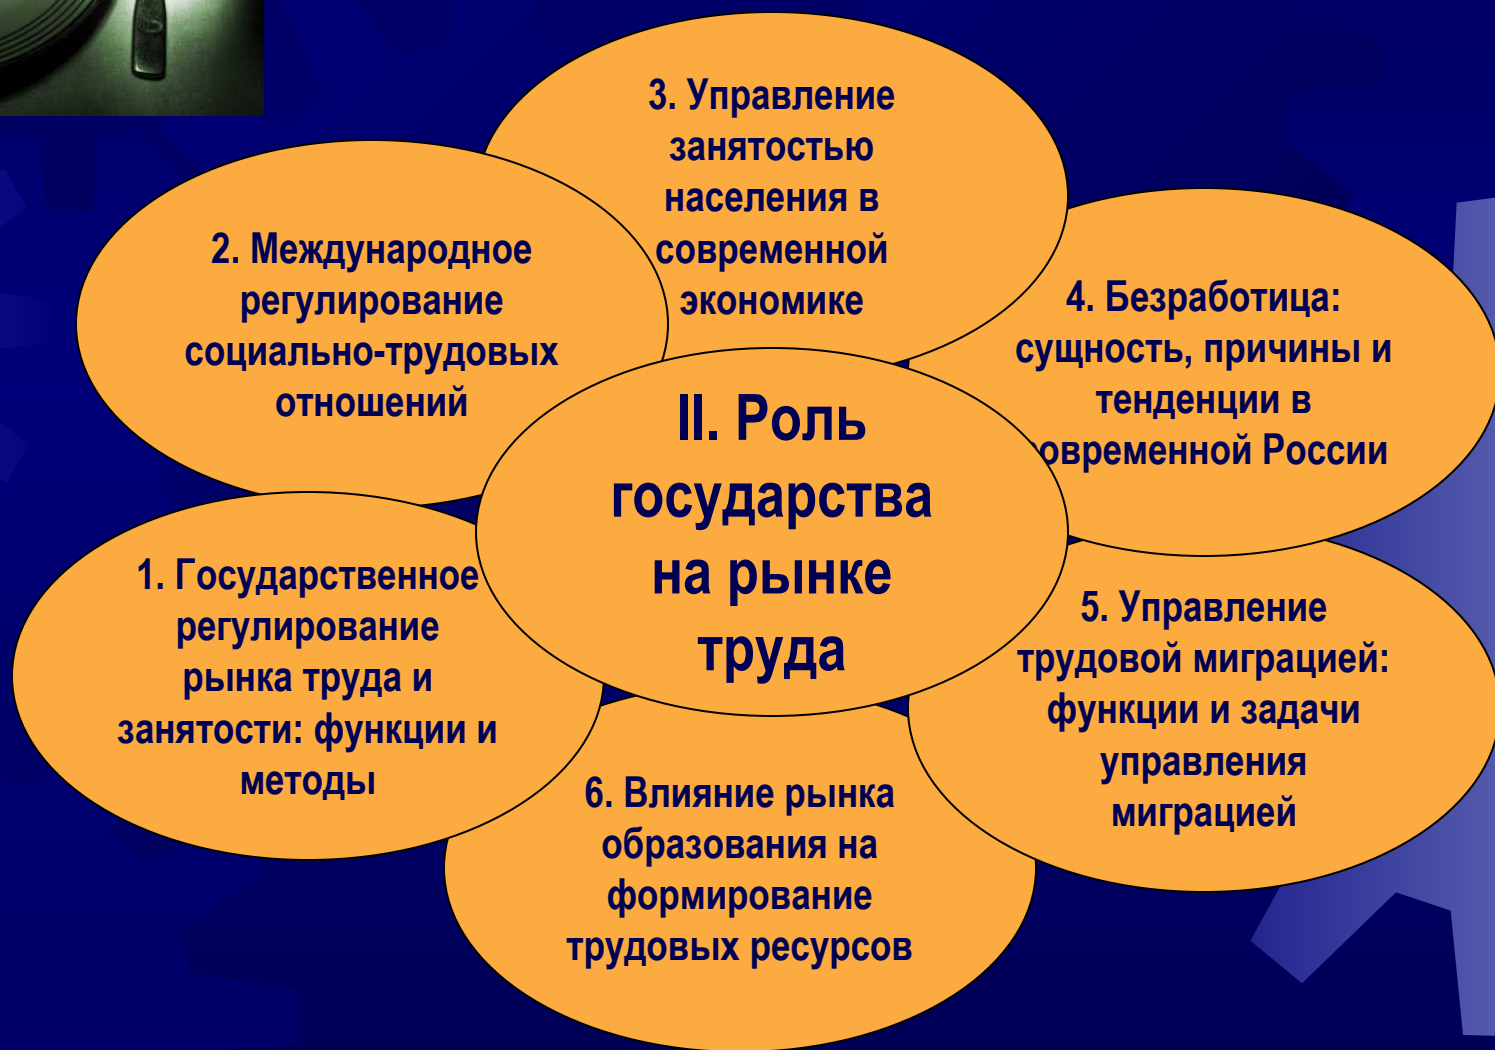 II. Роль
государства
на рынке
труда
1. Государственное
регулирование
рынка труда и
занятости: функции и
методы
2. Международное
регулирование
социально-трудовых
отношений
3. Управление
занятостью
населения в
современной
экономике
4. Безработица:
сущность, причины и
тенденции в
современной России
5. Управление
трудовой миграцией:
функции и задачи
управления
миграцией
6. Влияние рынка
образования на
формирование
трудовых ресурсов